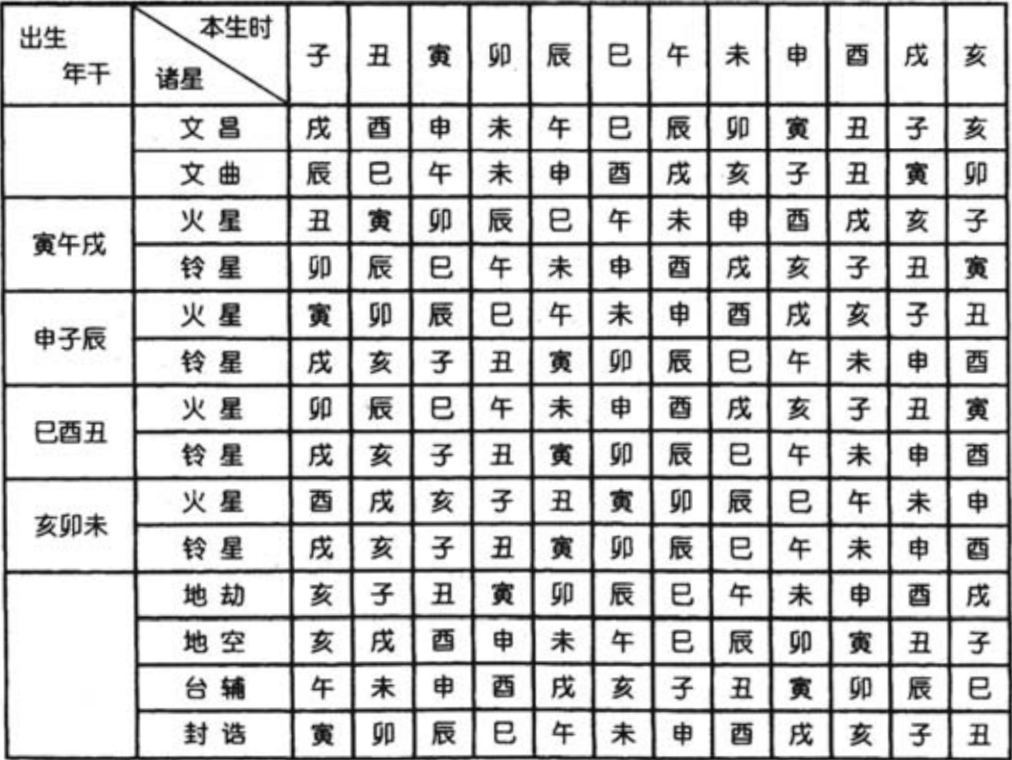 出生 年干 本生时 诸星 子 丑 寅 卯 辰 巳 午 未 申 酉 戌 亥
文昌 戌 酉 申 未 午 巳 辰 卯 寅 丑 子 亥
文曲 辰 巳 午 未 申 酉 戌 亥 子 丑 寅 卯
寅午戌 火星 丑 寅 卯 辰 巳 午 未 申 酉 戌 亥 子
铃星 卯 辰 巳 午 未 申 酉 戌 亥 子 丑 寅
申子辰 火星 寅 卯 辰 巳 午 未 申 酉 戌 亥 子 丑
铃星 戌 亥 子 丑 寅 卯 辰 巳 午 未 申 酉
巳酉丑 火星 卯 辰 巳 午 未 申 酉 戌 亥 子 丑 寅
铃星 戌 亥 子 丑 寅 卯 辰 巳 午 未 申 酉
亥卯未 火星 酉 戌 亥 子 丑 寅 卯 辰 巳 午 未 申
铃星 戌 亥 子 丑 寅 卯 辰 巳 午 未 申 酉
地劫 亥 子 丑 寅 卯 辰 巳 午 未 申 酉 戌
地空 亥 戌 酉 申 未 午 巳 辰 卯 寅 丑 子
台辅 午 未 申 酉 戌 亥 子 丑 寅 卯 辰 巳
封诰 寅 卯 辰 巳 午 未 申 酉 戌 亥 子 丑